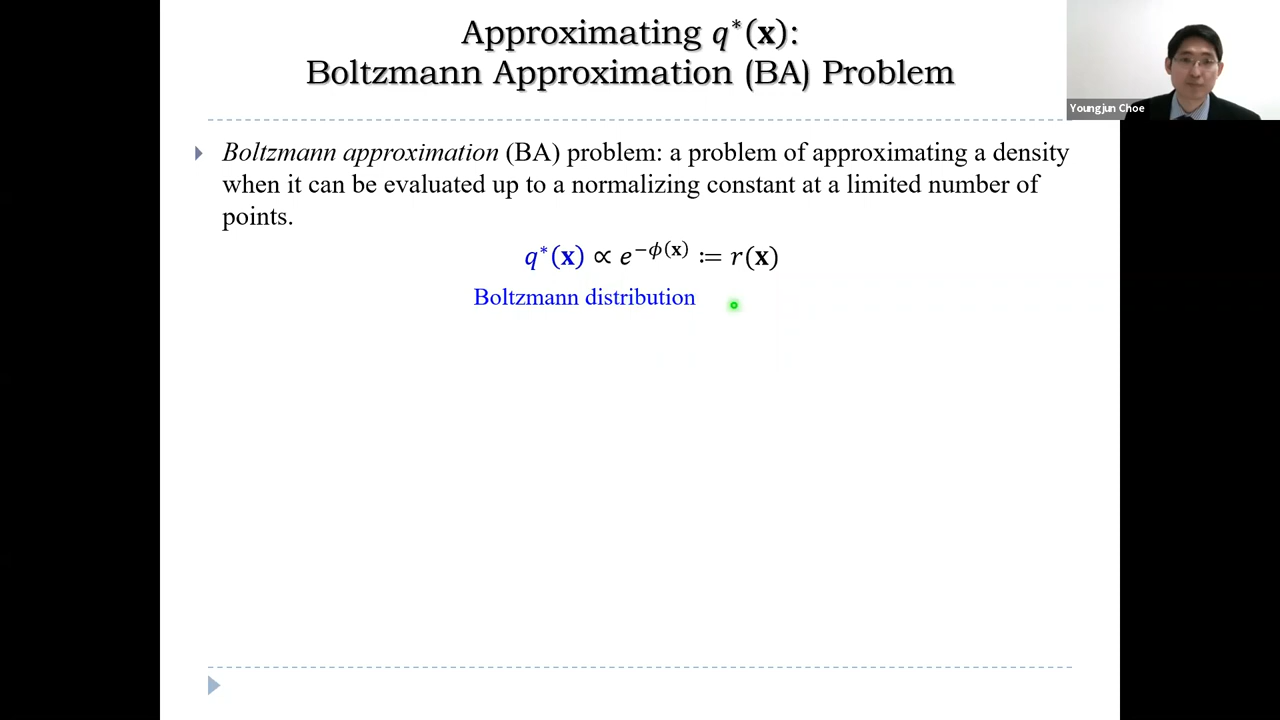 Approximating q*(x):
Boltzmann Approximation (BA) Problem
Youngjun Choe
Boltzmann approximation (BA) problem: a problem of approximating a density
when it can be evaluated up to a normalizing constant at a limited number of
points.
q*(x) ∝ e^{−ϕ(x)} := r(x)
Boltzmann distribution